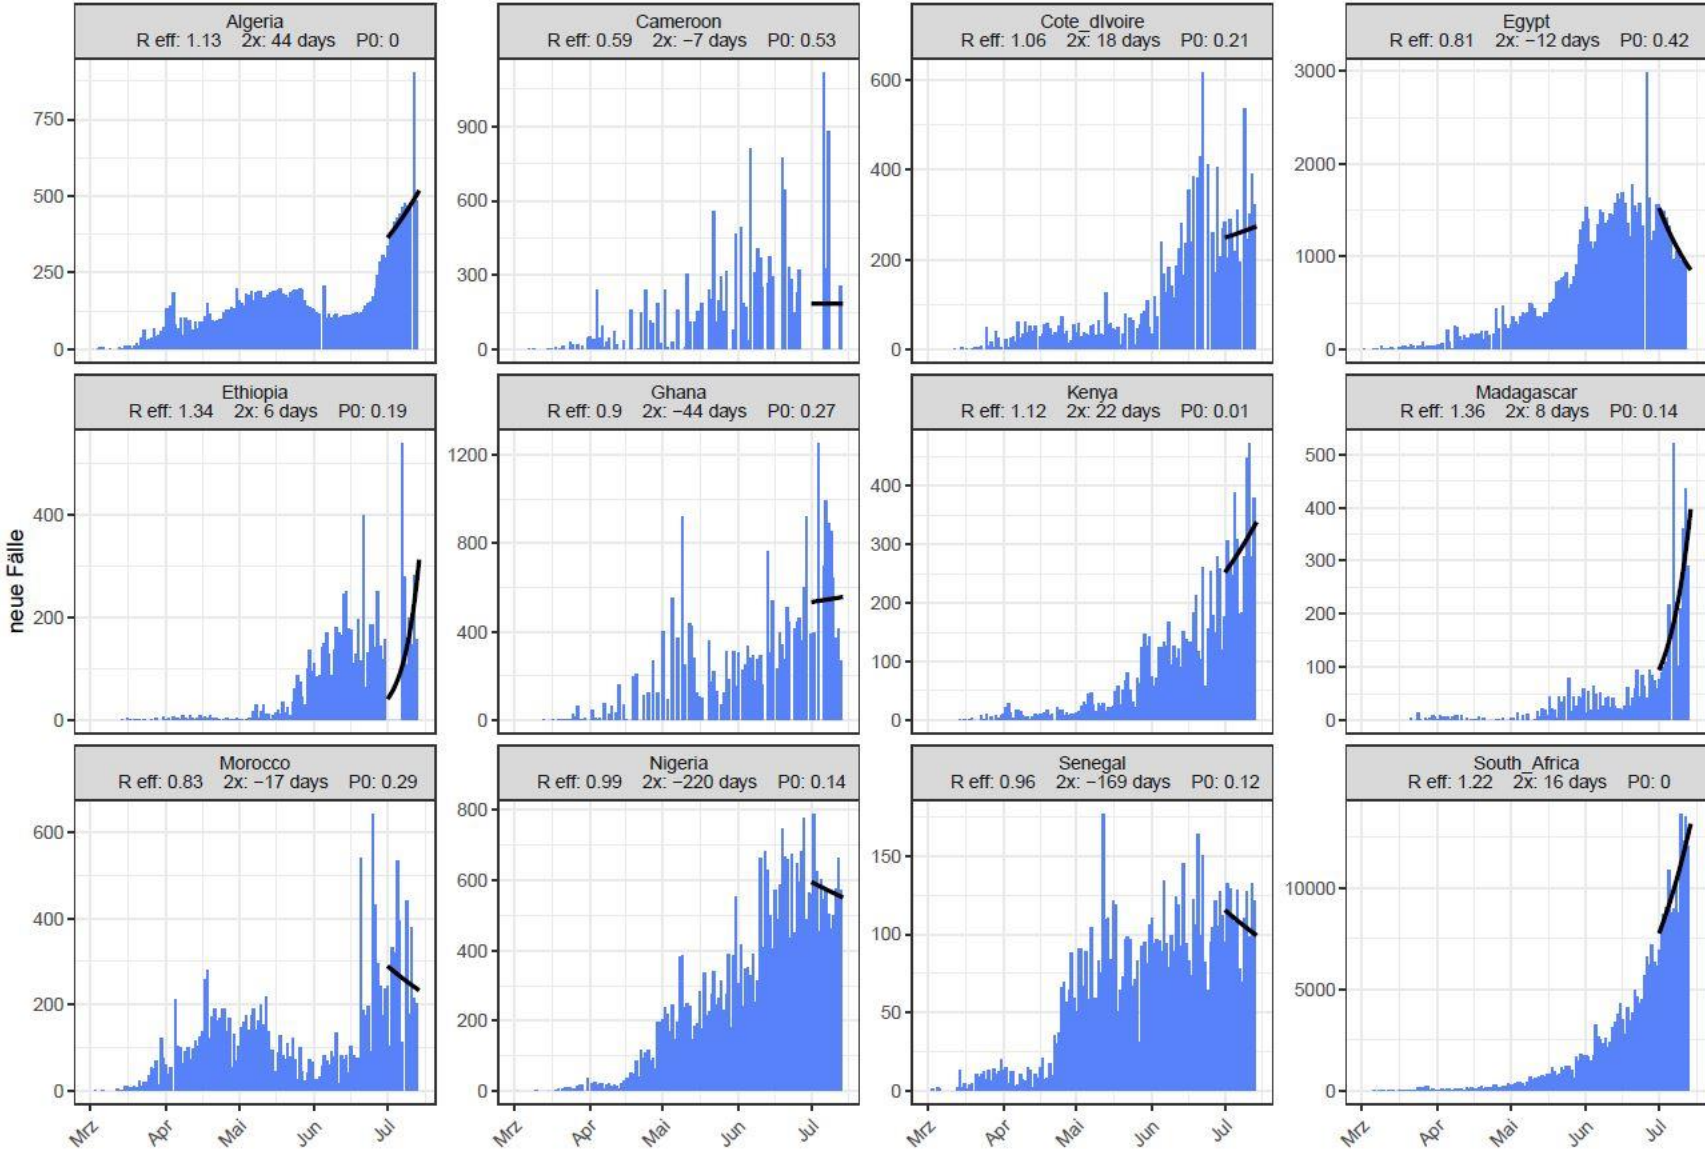 Algeria
R eff: 1.13 2x: 44 days P0: 0
Cameroon
R eff: 0.59 2x: −7 days P0: 0.53
Cote_dIvoire
R eff: 1.06 2x: 18 days P0: 0.21
Egypt
R eff: 0.81 2x: −12 days P0: 0.42
750
500
250
0
900
600
300
0
600
400
200
0
3000
2000
1000
0
Ethiopia
R eff: 1.34 2x: 6 days P0: 0.19
Ghana
R eff: 0.9 2x: −44 days P0: 0.27
Kenya
R eff: 1.12 2x: 22 days P0: 0.01
Madagascar
R eff: 1.36 2x: 8 days P0: 0.14
neue Fälle
400
200
0
1200
800
400
0
400
300
200
100
0
500
400
300
200
100
0
Morocco
R eff: 0.83 2x: −17 days P0: 0.29
Nigeria
R eff: 0.99 2x: −220 days P0: 0.14
Senegal
R eff: 0.96 2x: −169 days P0: 0.12
South_Africa
R eff: 1.22 2x: 16 days P0: 0
600
400
200
0
800
600
400
200
0
150
100
50
0
10000
5000
0
Mrz Apr Mai Jun Jul
Mrz Apr Mai Jun Jul
Mrz Apr Mai Jun Jul
Mrz Apr Mai Jun Jul